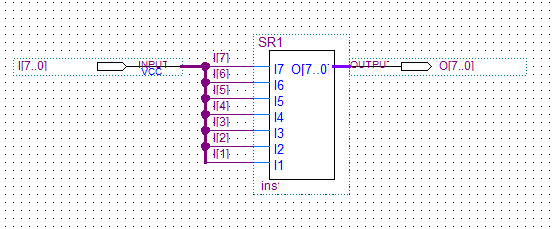 SR1
I[7..0] INPUT VCC I[7] I7 O[7..0] OUTPUT O[7..0]
I[6] I6
I[5] I5
I[4] I4
I[3] I3
I[2] I2
I[1] I1
inst